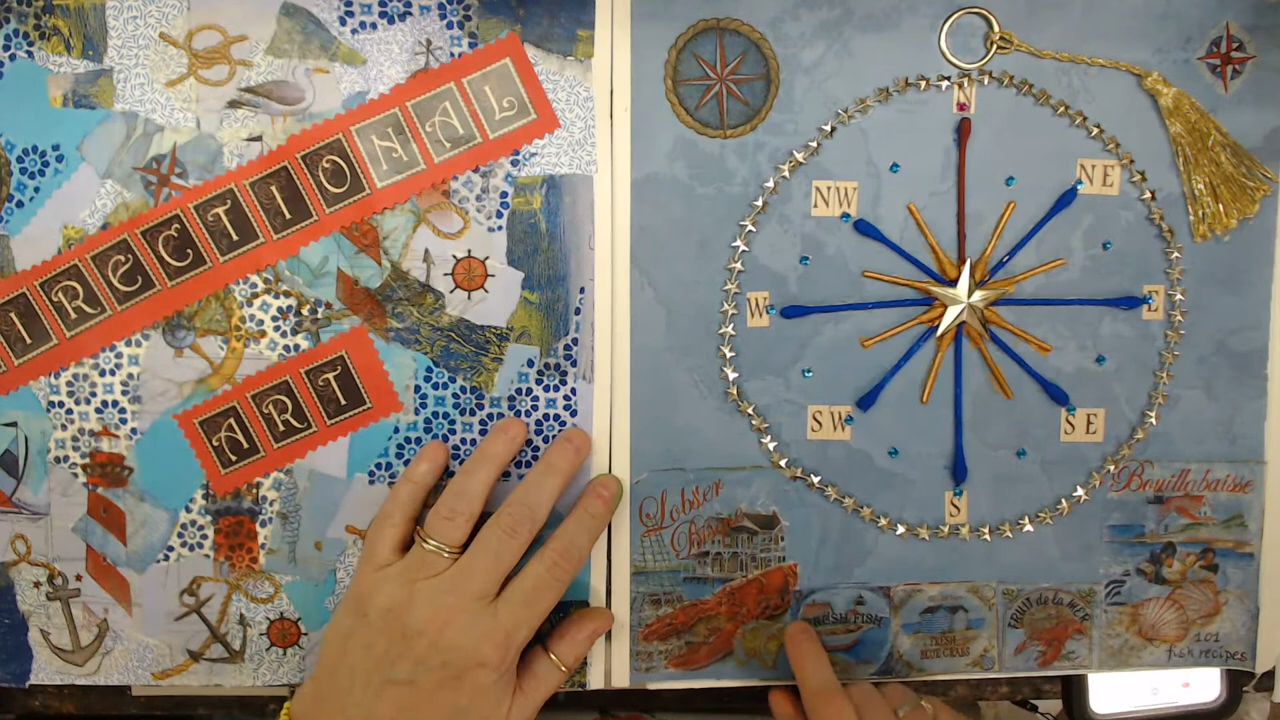 IRECTIONAL
ART
N
NE
E
SE
S
SW
W
NW
Lobster
Bisque
FRESH FISH
FRESH
BLUE CRABS
FRUIT de la MER
Bouillabaisse
101
fish recipes